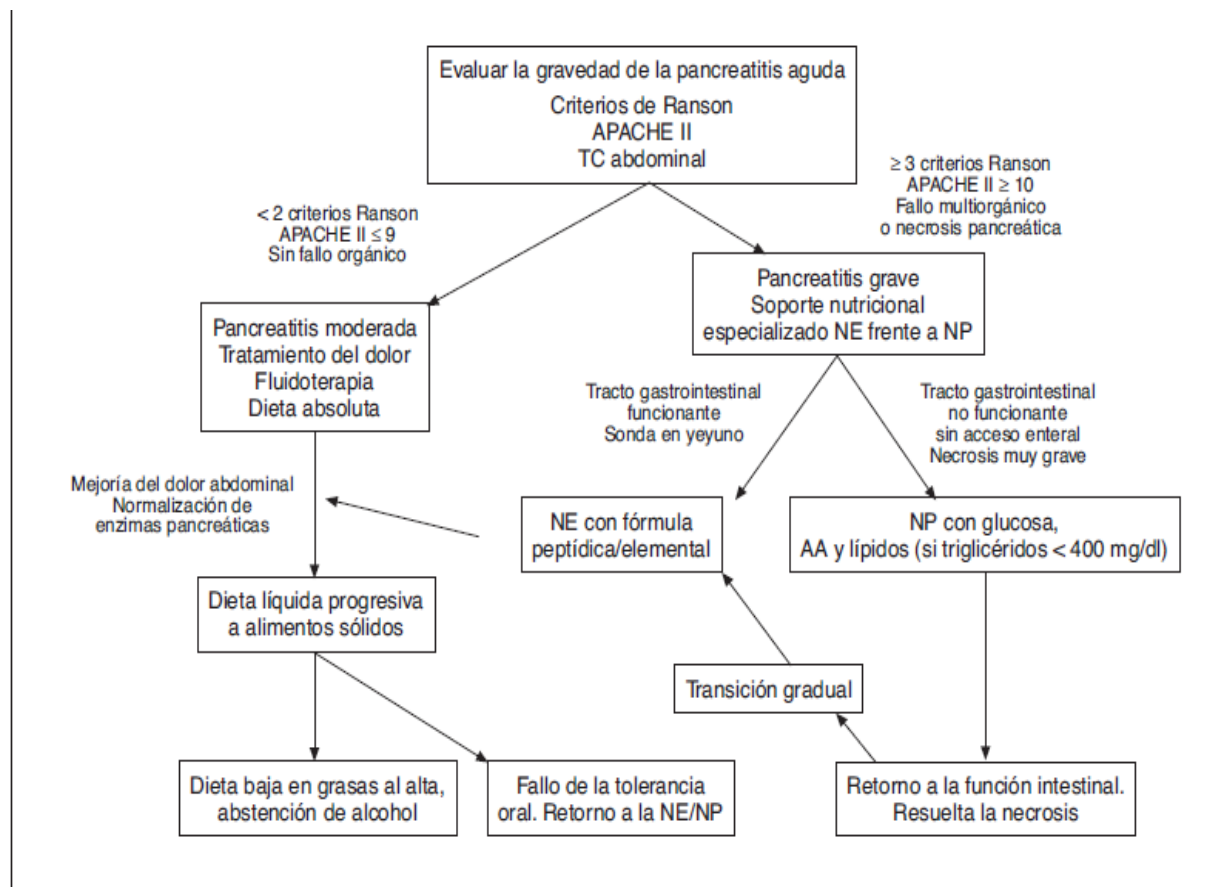 Evaluar la gravedad de la pancreatitis aguda
Criterios de Ranson
APACHE II
TC abdominal
< 2 criterios Ranson
APACHE II ≤ 9
Sin fallo orgánico
≥ 3 criterios Ranson
APACHE II ≥ 10
Fallo multiorgánico
o necrosis pancreática
Pancreatitis moderada
Tratamiento del dolor
Fluidoterapia
Dieta absoluta
Pancreatitis grave
Soporte nutricional
especializado NE frente a NP
Tracto gastrointestinal
funcionante
Sonda en yeyuno
Tracto gastrointestinal
no funcionante
sin acceso enteral
Necrosis muy grave
Mejoría del dolor abdominal
Normalización de
enzimas pancreáticas
NE con fórmula
peptídica/elemental
NP con glucosa,
AA y lípidos (si triglicéridos < 400 mg/dl)
Dieta líquida progresiva
a alimentos sólidos
Transición gradual
Dieta baja en grasas al alta,
abstención de alcohol
Fallo de la tolerancia
oral. Retorno a la NE/NP
Retorno a la función intestinal.
Resuelta la necrosis